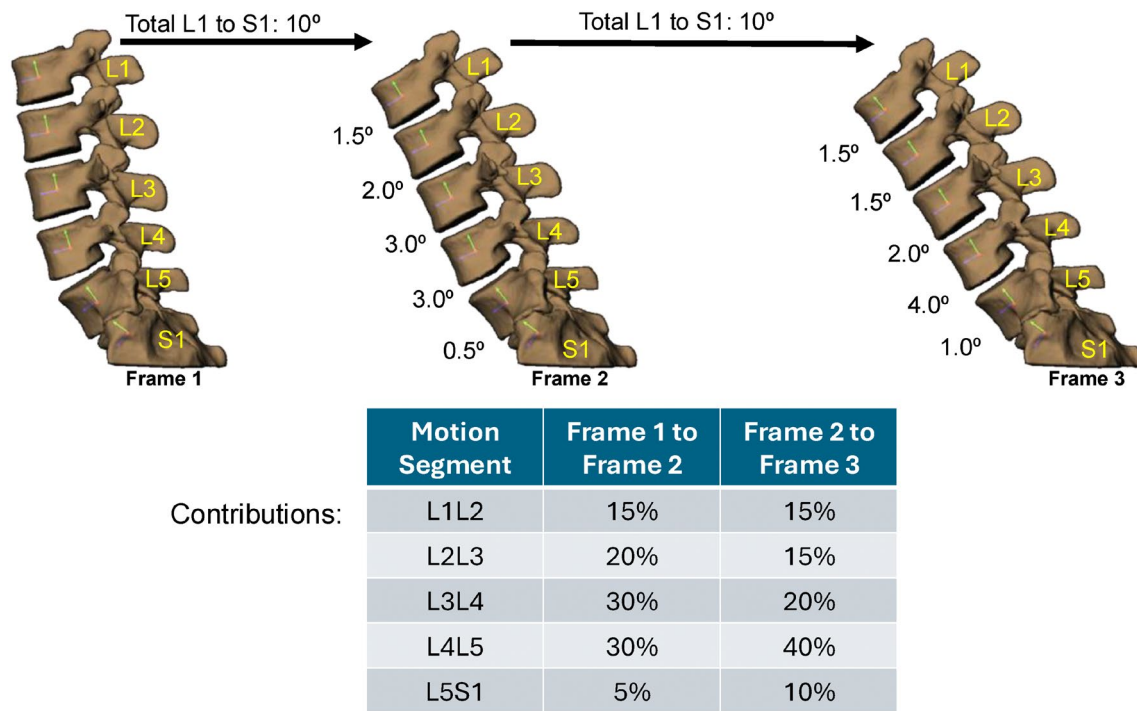 Total L1 to S1: 10º
Total L1 to S1: 10º
L1
L2
L3
L4
L5
S1
Frame 1
L1
L2
L3
L4
L5
S1
1.5º
2.0º
3.0º
3.0º
0.5º
Frame 2
L1
L2
L3
L4
L5
S1
1.5º
1.5º
2.0º
4.0º
1.0º
Frame 3
Contributions:
Motion Segment Frame 1 to Frame 2 Frame 2 to Frame 3
L1L2 15% 15%
L2L3 20% 15%
L3L4 30% 20%
L4L5 30% 40%
L5S1 5% 10%